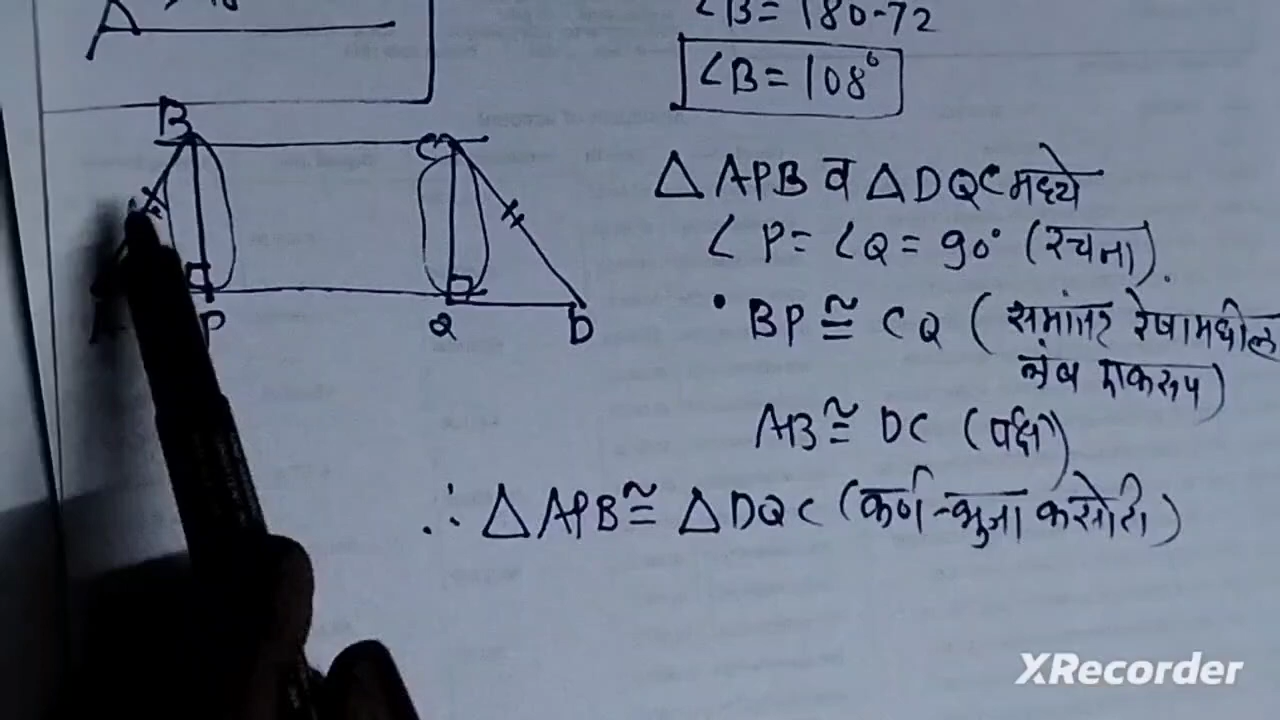 A
∠B = 180-72
∠B = 108°
B
C
P
Q
D
△ APB व △ DQC मध्ये
∠ P = ∠ Q = 90° (रचना).
• BP ≅ CQ (समांतर रेषामधील
लंब एकरूप)
AB ≅ DC (पक्ष)
∴ △ APB ≅ △ DQC (कर्ण-भुजा कसोटी)
XRecorder